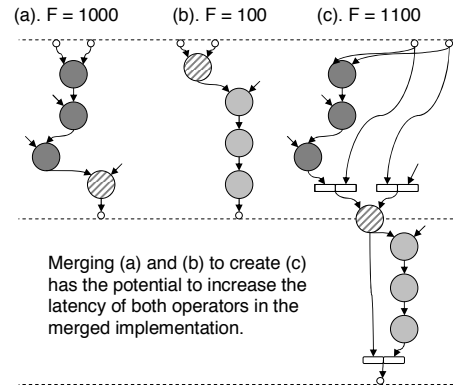 (a). F = 1000 (b). F = 100 (c). F = 1100
Merging (a) and (b) to create (c)
has the potential to increase the
latency of both operators in the
merged implementation.